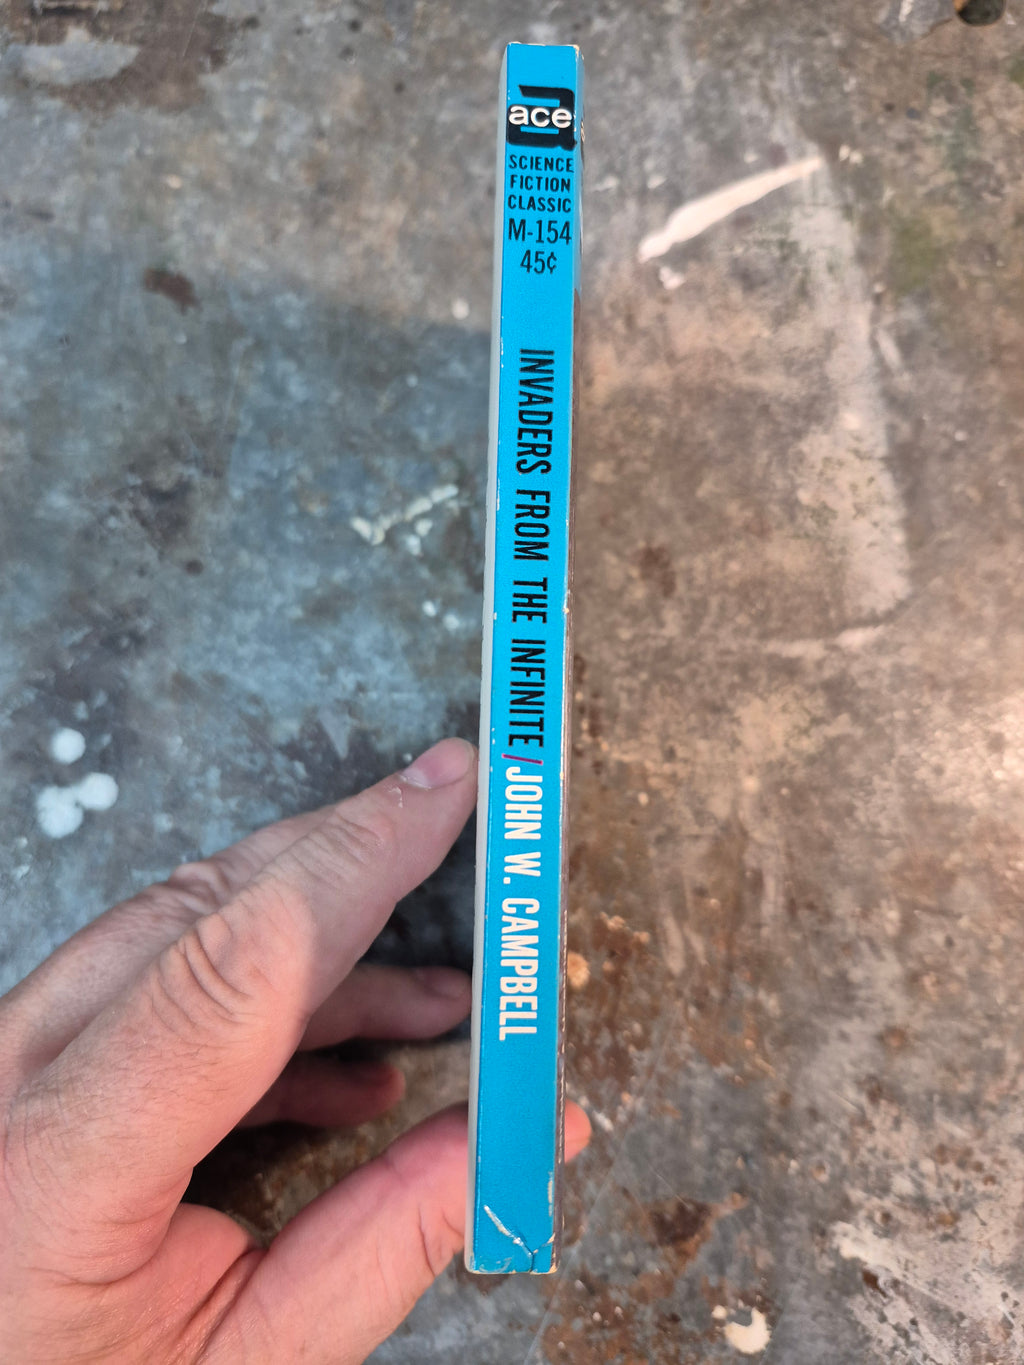 ace
SCIENCE
FICTION
CLASSIC
M-154
45¢
INVADERS FROM THE INFINITE/JOHN W. CAMPBELL